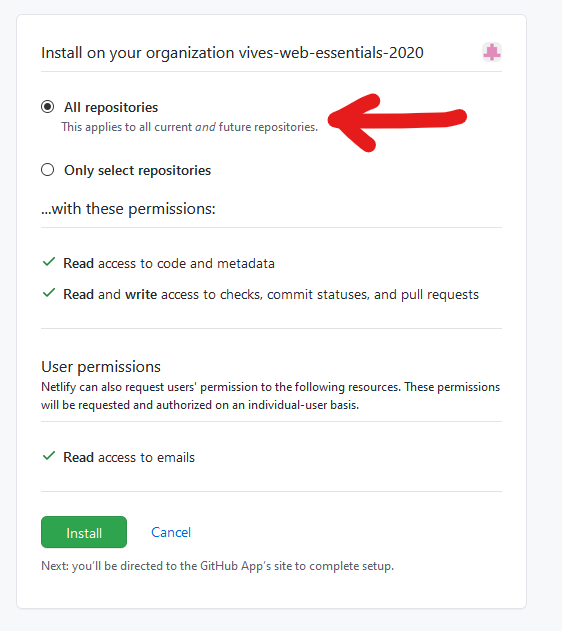 Install on your organization vives-web-essentials-2020
All repositories
This applies to all current and future repositories.
Only select repositories
...with these permissions:
Read access to code and metadata
Read and write access to checks, commit statuses, and pull requests
User permissions
Netlify can also request users' permission to the following resources. These permissions
will be requested and authorized on an individual-user basis.
Read access to emails
Install Cancel
Next: you'll be directed to the GitHub App's site to complete setup.